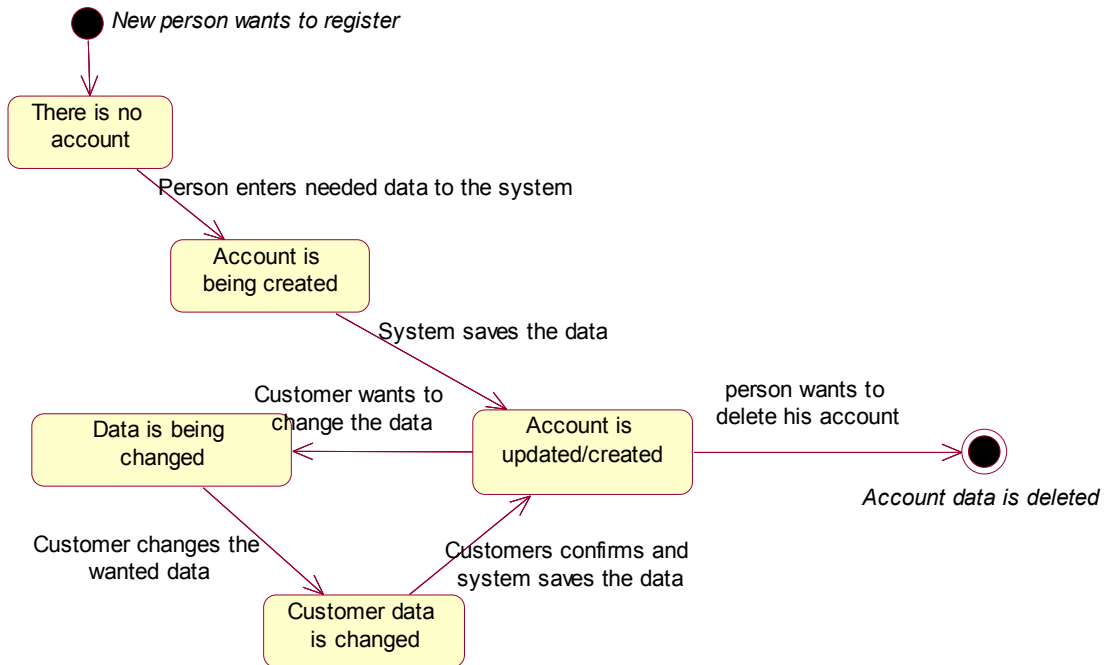 New person wants to register
There is no
account
Person enters needed data to the system
Account is
being created
System saves the data
Customer wants to
change the data
person wants to
delete his account
Data is being
changed
Account is
updated/created
Account data is deleted
Customer changes the
wanted data
Customers confirms and
system saves the data
Customer data
is changed